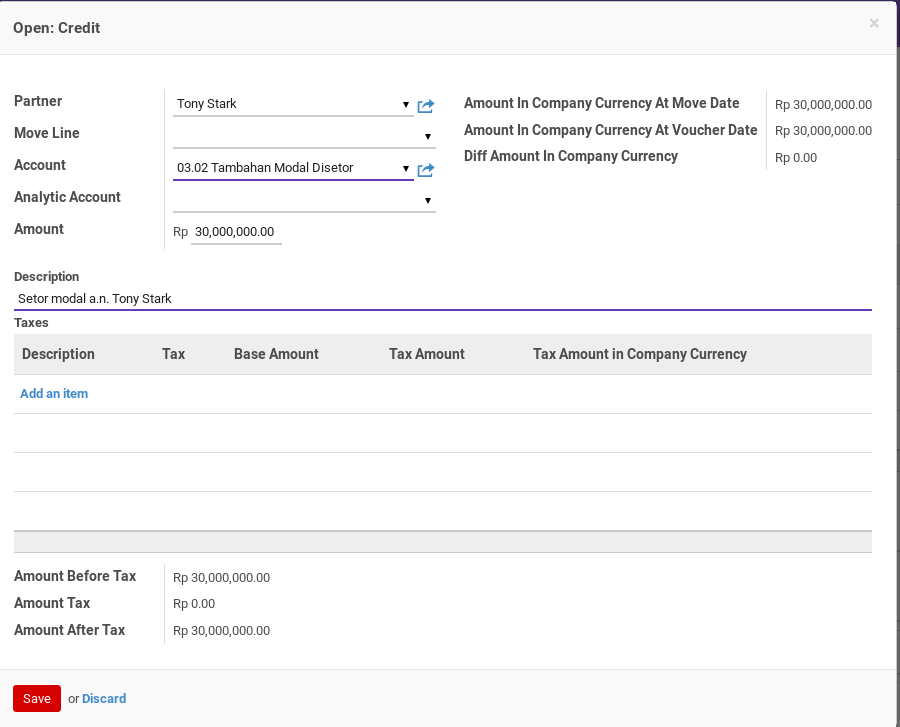 Open: Credit ×
Partner Tony Stark
Move Line
Account 03.02 Tambahan Modal Disetor
Analytic Account
Amount Rp 30,000,000.00
Amount In Company Currency At Move Date Rp 30,000,000.00
Amount In Company Currency At Voucher Date Rp 30,000,000.00
Diff Amount In Company Currency Rp 0.00
Description
Setor modal a.n. Tony Stark
Taxes
Description Tax Base Amount Tax Amount Tax Amount in Company Currency
Add an item
Amount Before Tax Rp 30,000,000.00
Amount Tax Rp 0.00
Amount After Tax Rp 30,000,000.00
Save or Discard